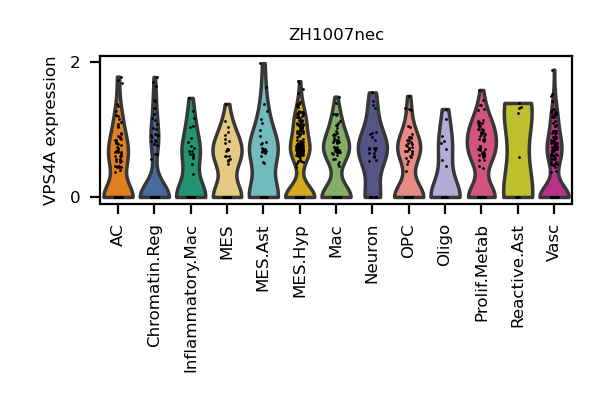 ZH1007nec
VPS4A expression
2
0
AC
Chromatin.Reg
Inflammatory.Mac
MES
MES.Ast
MES.Hyp
Mac
Neuron
OPC
Oligo
Prolif.Metab
Reactive.Ast
Vasc